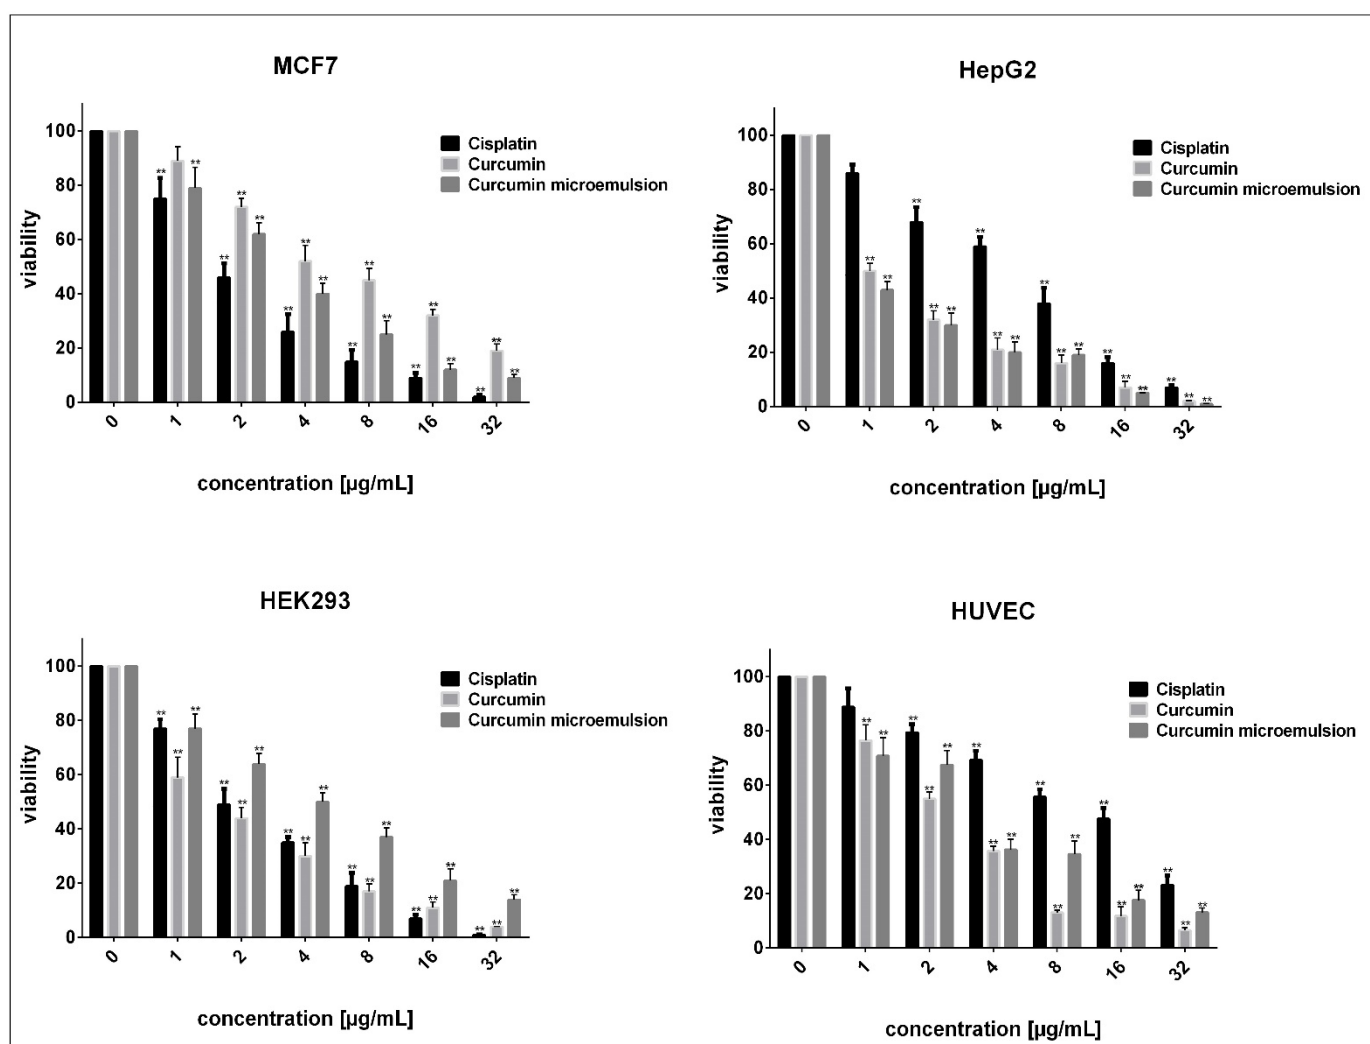 MCF7
Cisplatin
Curcumin
Curcumin microemulsion
viability
100
80
60
40
20
0
** ** ** ** ** ** ** ** ** ** ** ** ** ** ** ** **
0 1 2 4 8 16 32
concentration [µg/mL]
HepG2
Cisplatin
Curcumin
Curcumin microemulsion
viability
100
80
60
40
20
0
** ** ** ** ** ** ** ** ** ** ** ** ** ** ** ** **
0 1 2 4 8 16 32
concentration [µg/mL]
HEK293
Cisplatin
Curcumin
Curcumin microemulsion
viability
100
80
60
40
20
0
** ** ** ** ** ** ** ** ** ** ** ** ** ** ** ** ** **
0 1 2 4 8 16 32
concentration [µg/mL]
HUVEC
Cisplatin
Curcumin
Curcumin microemulsion
viability
100
80
60
40
20
0
** ** ** ** ** ** ** ** ** ** ** ** ** ** ** ** **
0 1 2 4 8 16 32
concentration [µg/mL]